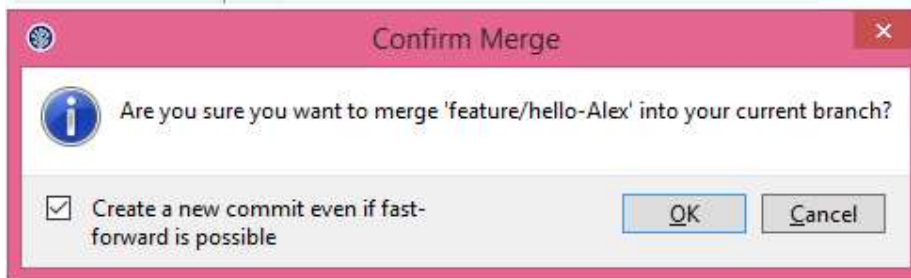 Confirm Merge
Are you sure you want to merge 'feature/hello-Alex' into your current branch?
Create a new commit even if fast-
forward is possible
OK
Cancel